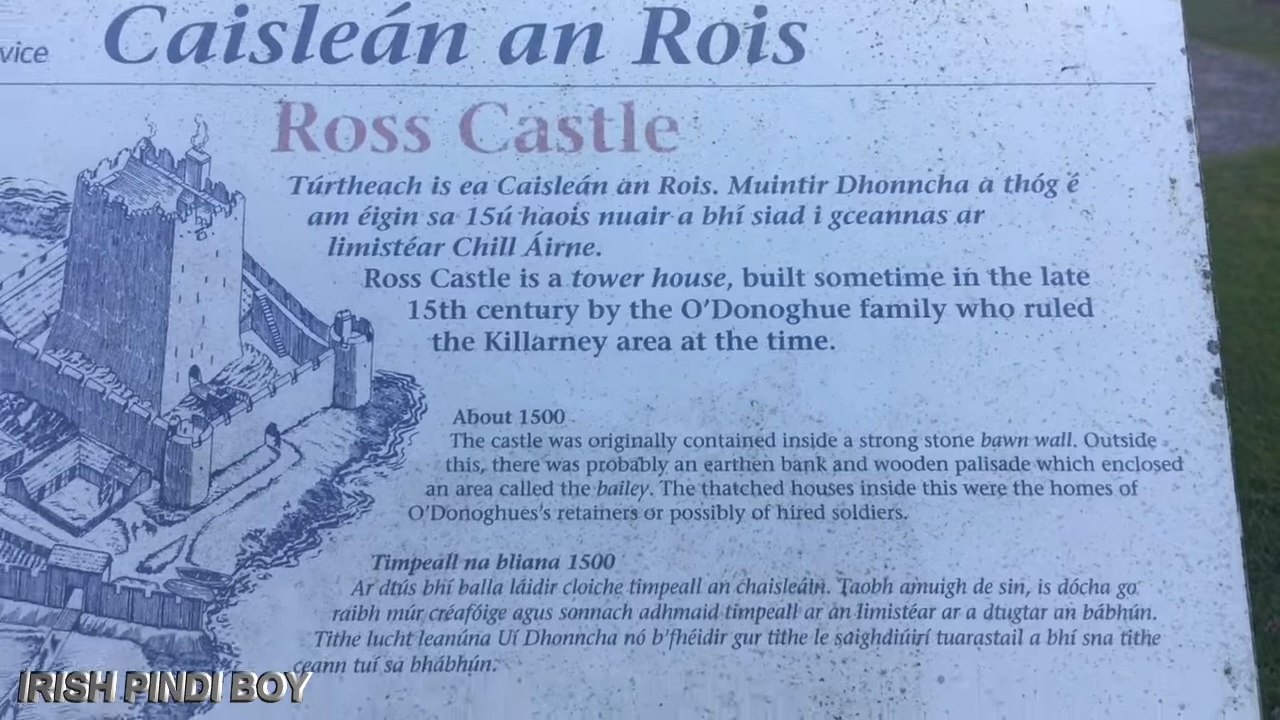 vice
Caisleán an Rois
Ross Castle
Túrtheach is ea Caisleán an Rois. Muintir Dhonncha a thóg é
am éigin sa 15ú haois nuair a bhí siad i gceannas ar
limistéar Chill Áirne.
Ross Castle is a tower house, built sometime in the late
15th century by the O'Donoghue family who ruled
the Killarney area at the time.
About 1500
The castle was originally contained inside a strong stone bawn wall. Outside
this, there was probably an earthen bank and wooden palisade which enclosed
an area called the bailey. The thatched houses inside this were the homes of
O'Donoghues's retainers or possibly of hired soldiers.
Timpeall na bliana 1500
Ar dtús bhí balla láidir cloiche timpeall an chaisleáin. Taobh amuigh de sin, is dócha go
raibh múr créafóige agus sonnach adhmaid timpeall ar an limistéar ar a dtugtar an bábhún.
Tithe lucht leanúna Uí Dhonncha nó b'fhéidir gur tithe le saighdiúirí tuarastail a bhí sna tithe
ceann tuí sa bhábhún.
IRISH PINDI BOY